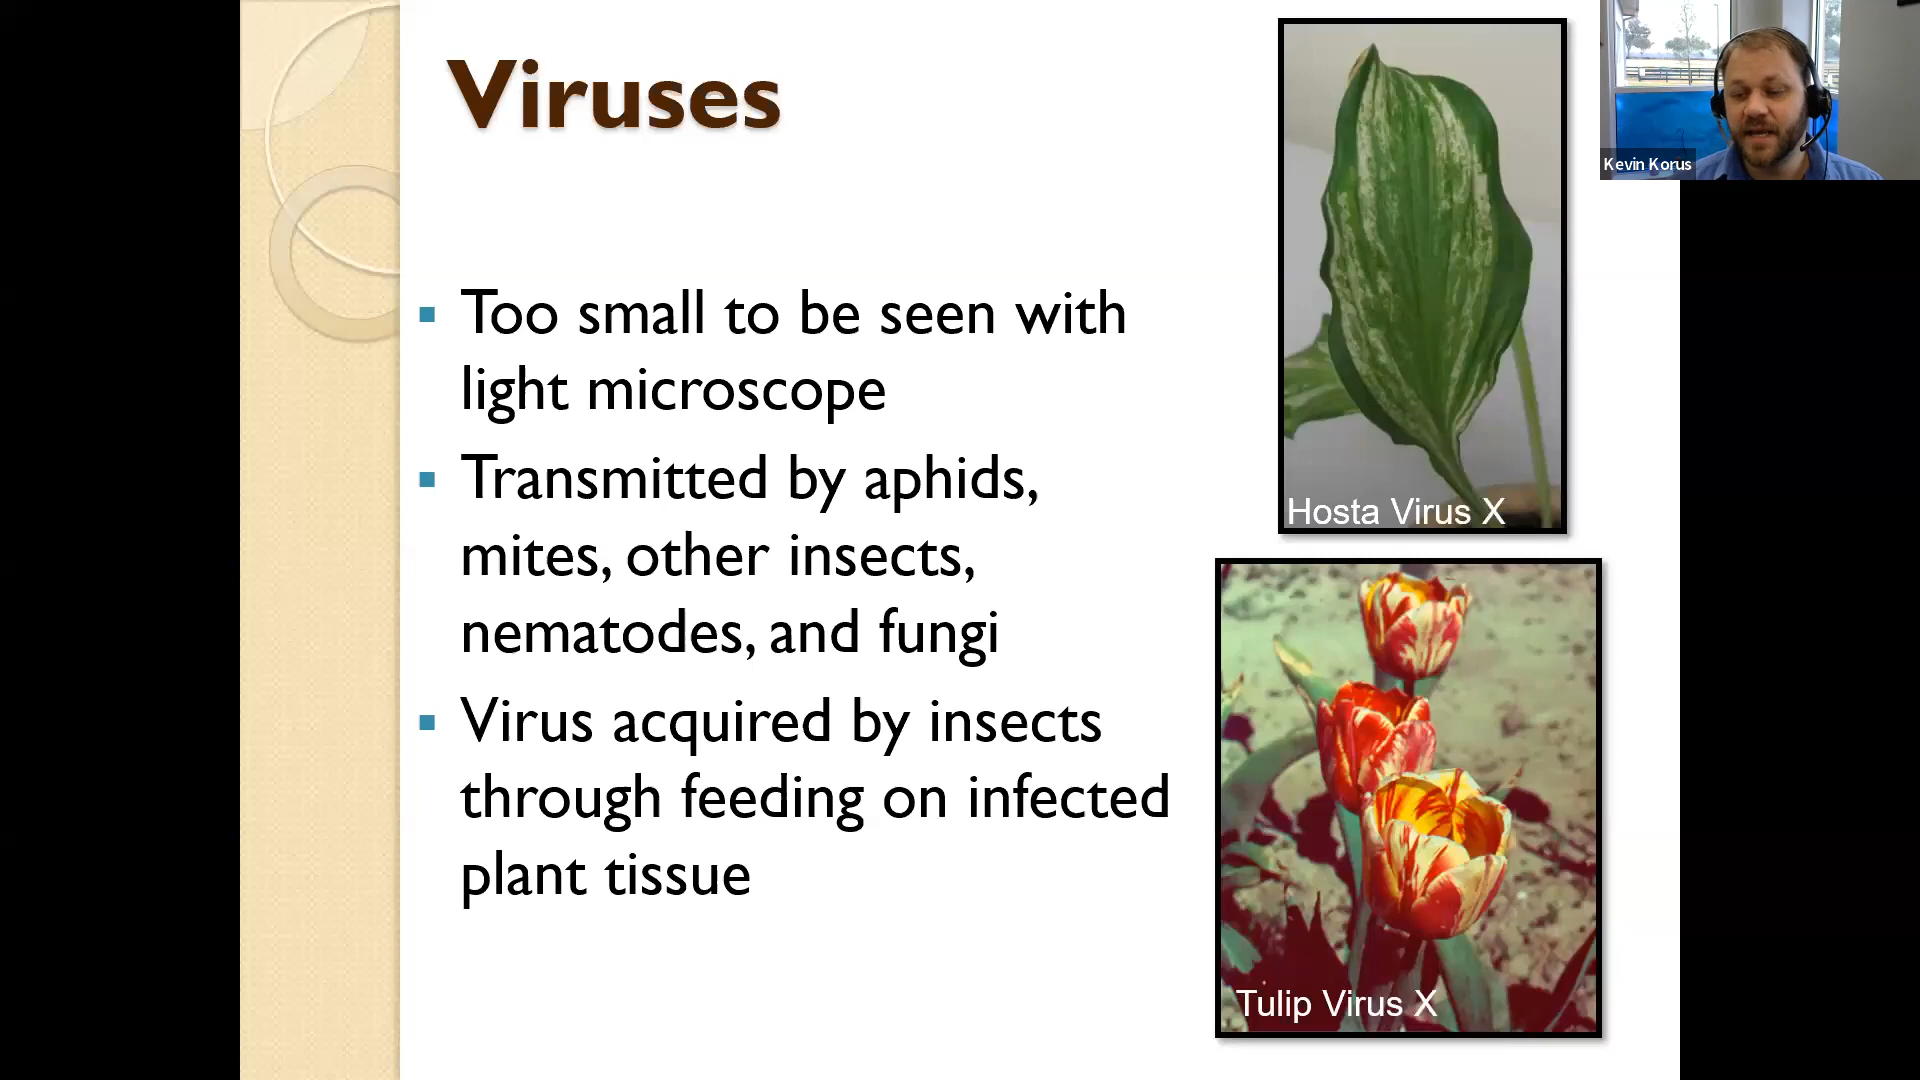 Viruses
Too small to be seen with
light microscope
Transmitted by aphids,
mites, other insects,
nematodes, and fungi
Virus acquired by insects
through feeding on infected
plant tissue
Hosta Virus X
Tulip Virus X
Kevin Korus